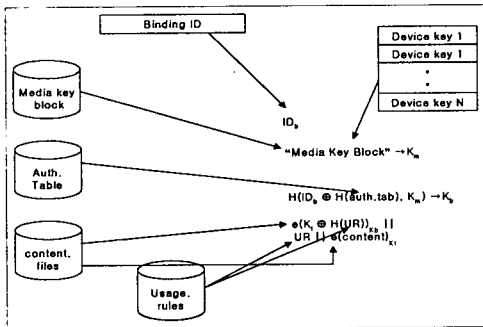 Binding ID
Device key 1
Device key 1
.
.
Device key N
Media key
block
ID_b
"Media Key Block" → K_m
Auth.
Table
H(ID_b ⊕ H(auth.tab), K_m) → K_b
e(K_t ⊕ H(UR))_Kb ||
UR || e(content)_Kt
content.
files
Usage.
rules